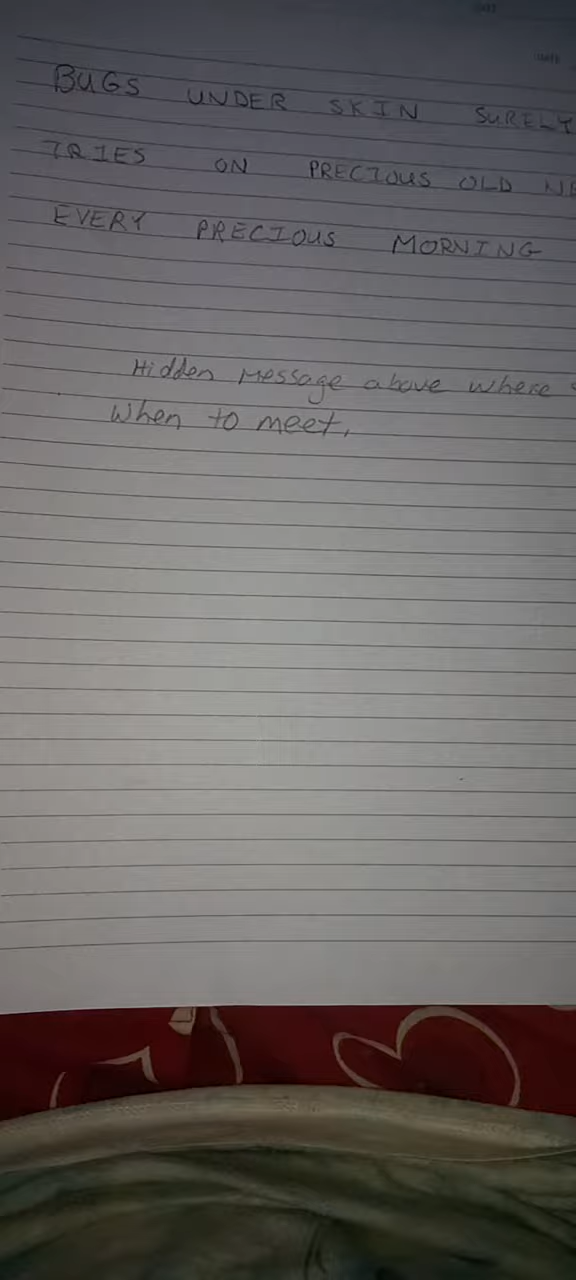 BUGS UNDER SKIN SURELY
TRIES ON PRECIOUS OLD
EVERY PRECIOUS MORNING
Hidden Message above where
When to meet.